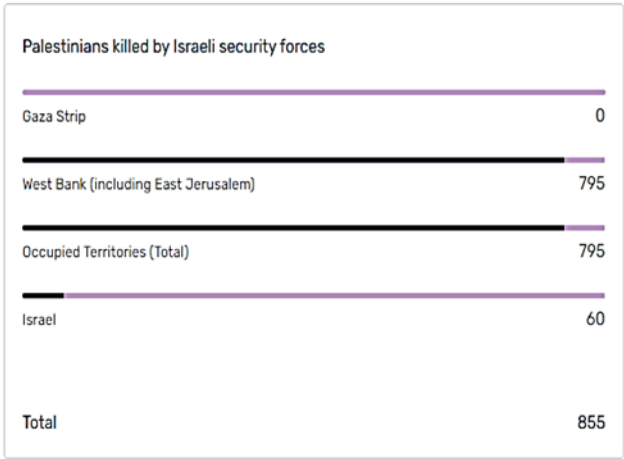 Palestinians killed by Israeli security forces
Gaza Strip 0
West Bank (including East Jerusalem) 795
Occupied Territories (Total) 795
Israel 60
Total 855